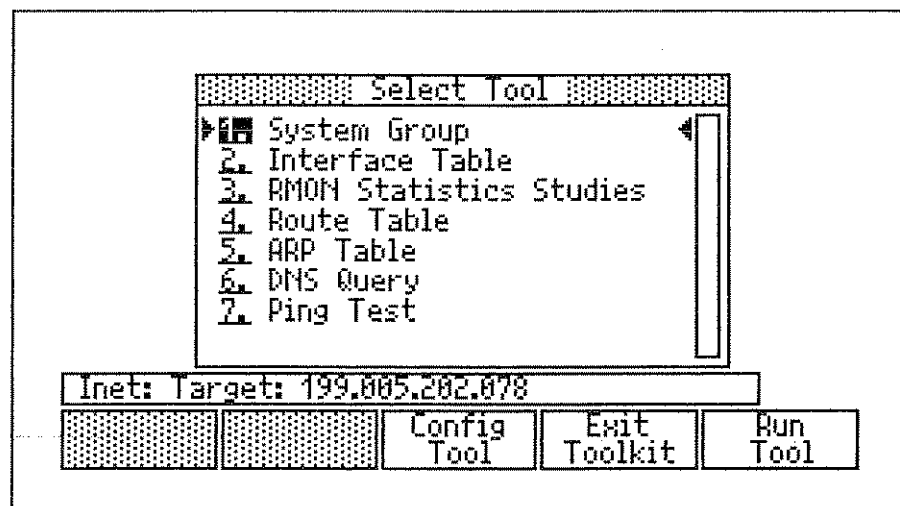 Select Tool
1. System Group
2. Interface Table
3. RMON Statistics Studies
4. Route Table
5. ARP Table
6. DNS Query
7. Ping Test
Inet: Target: 199.005.202.078
Config Tool
Exit Toolkit
Run Tool